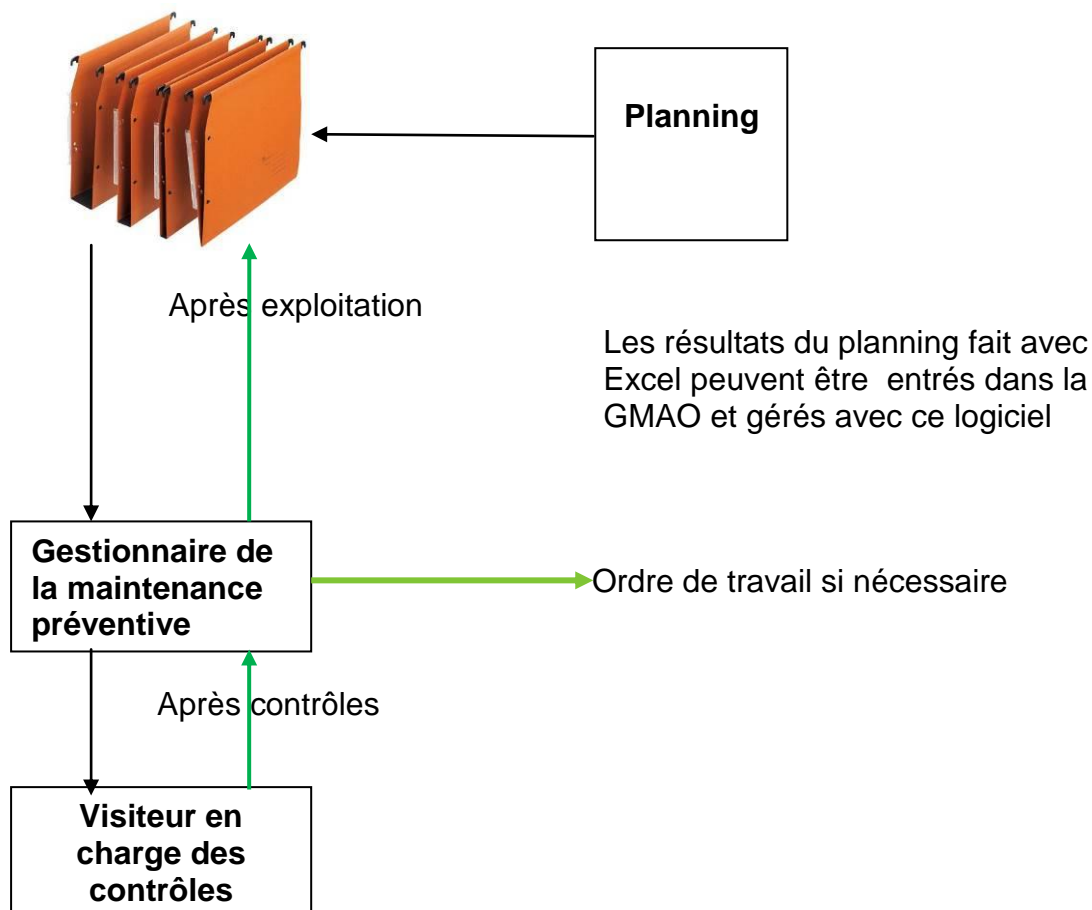 Planning
Après exploitation
Les résultats du planning fait avec
Excel peuvent être entrés dans la
GMAO et gérés avec ce logiciel
Gestionnaire de
la maintenance
préventive
Ordre de travail si nécessaire
Après contrôles
Visiteur en
charge des
contrôles